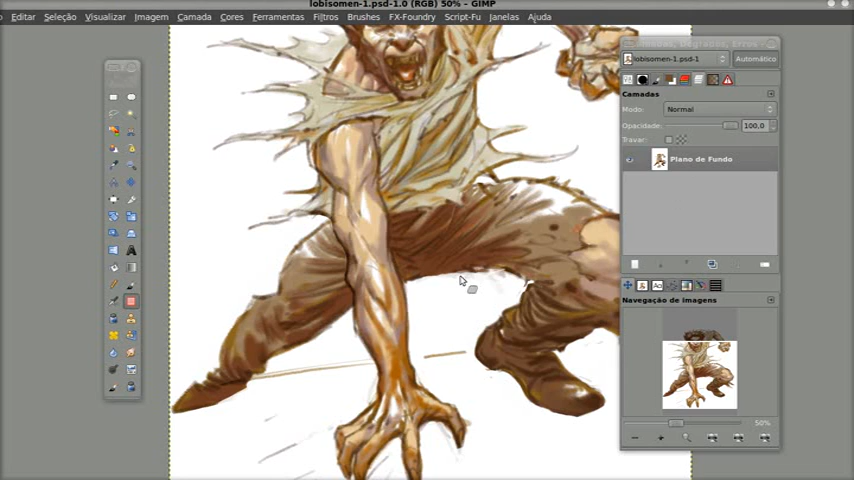 lobisomen-1.psd-1.0 (RGB) 50% – GIMP
Editar Seleção Visualizar Imagem Camada Cores Ferramentas Filtros Brushes FX-Foundry Script-Fu Janelas Ajuda
lobisomen-1.psd-1 Automático
Camadas
Modo: Normal
Opacidade: 100,0
Travar:
Plano de Fundo
Navegação de imagens
50%